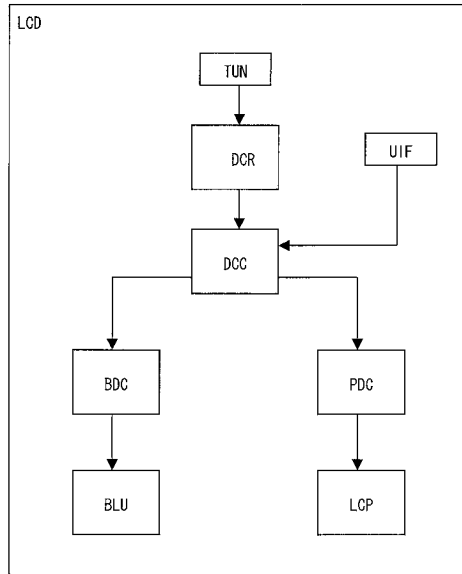 LCD
TUN
DCR
UIF
DCC
BDC
PDC
BLU
LCP